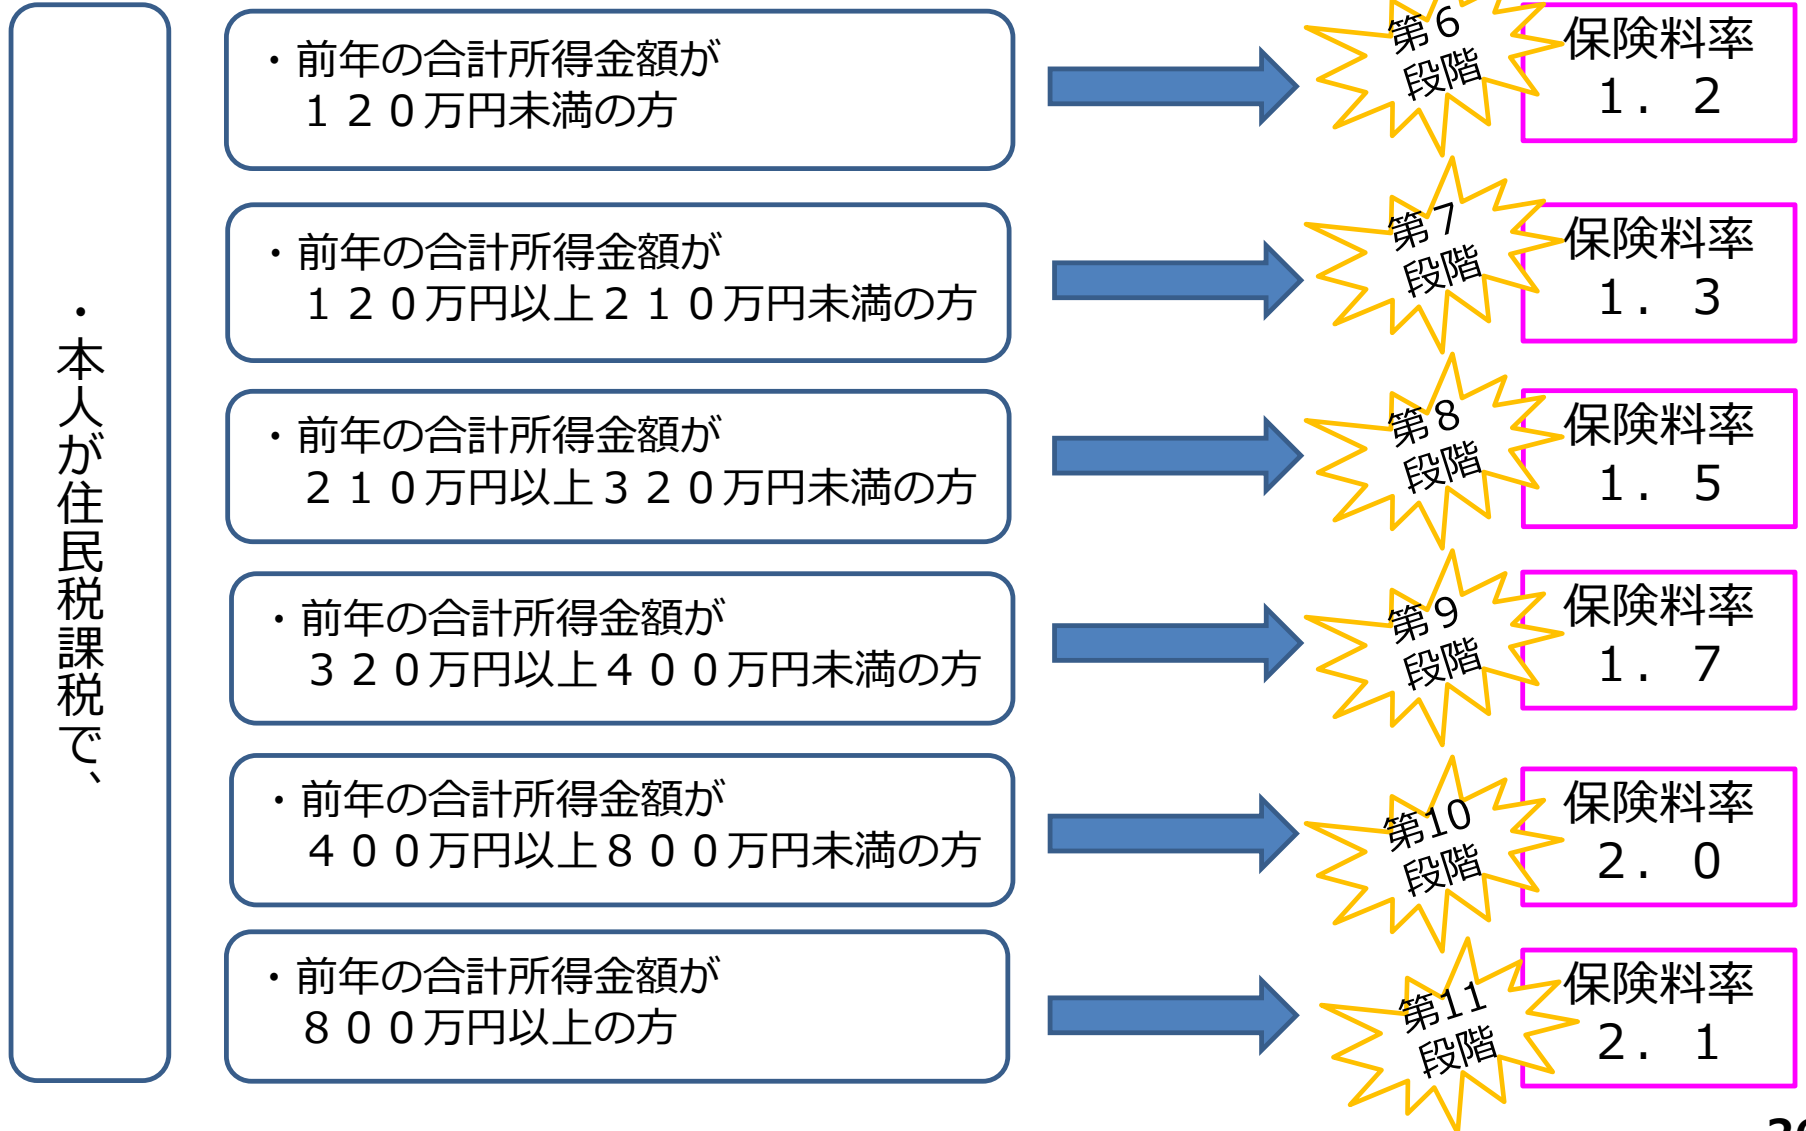 ・本人が住民税課税で、
・前年の合計所得金額が
１２０万円未満の方
第６
段階
保険料率
１．２
・前年の合計所得金額が
１２０万円以上２１０万円未満の方
第７
段階
保険料率
１．３
・前年の合計所得金額が
２１０万円以上３２０万円未満の方
第８
段階
保険料率
１．５
・前年の合計所得金額が
３２０万円以上４００万円未満の方
第９
段階
保険料率
１．７
・前年の合計所得金額が
４００万円以上８００万円未満の方
第10
段階
保険料率
２．０
・前年の合計所得金額が
８００万円以上の方
第11
段階
保険料率
２．１